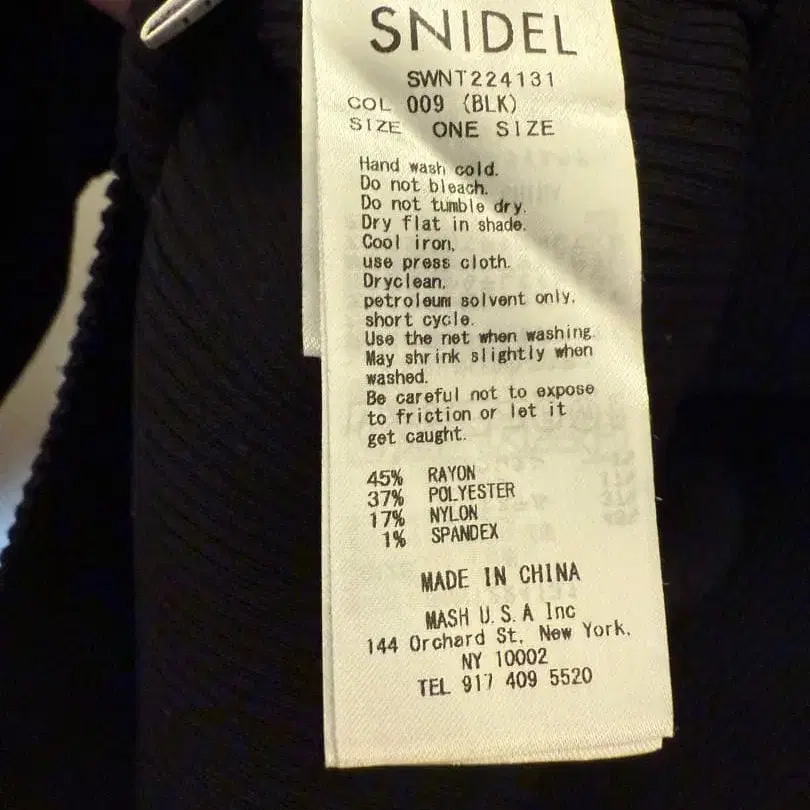 SNIDEL
SWNT224131
COL 009 (BLK)
SIZE ONE SIZE
Hand wash cold.
Do not bleach.
Do not tumble dry.
Dry flat in shade.
Cool iron,
use press cloth.
Dryclean,
petroleum solvent only,
short cycle.
Use the net when washing.
May shrink slightly when
washed.
Be careful not to expose
to friction or let it
get caught.
45% RAYON
37% POLYESTER
17% NYLON
1% SPANDEX
MADE IN CHINA
MASH U.S.A Inc
144 Orchard St, New York,
NY 10002
TEL 917 409 5520